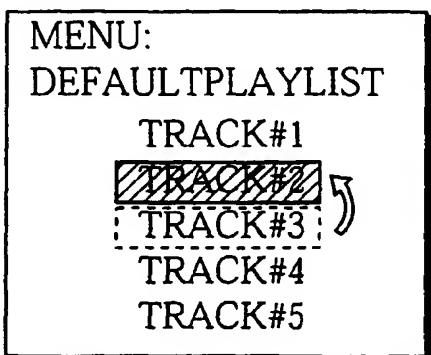 MENU:
DEFAULTPLAYLIST
TRACK#1
TRACK#2
TRACK#3
TRACK#4
TRACK#5